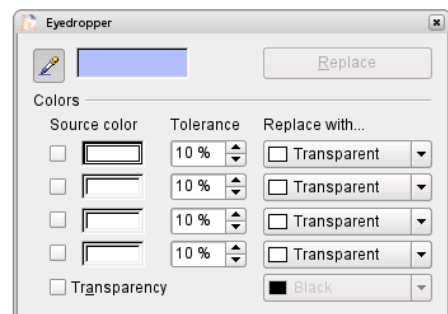 Eyedropper
Replace
Colors
Source color Tolerance Replace with...
10 % Transparent
10 % Transparent
10 % Transparent
10 % Transparent
Transparency Black